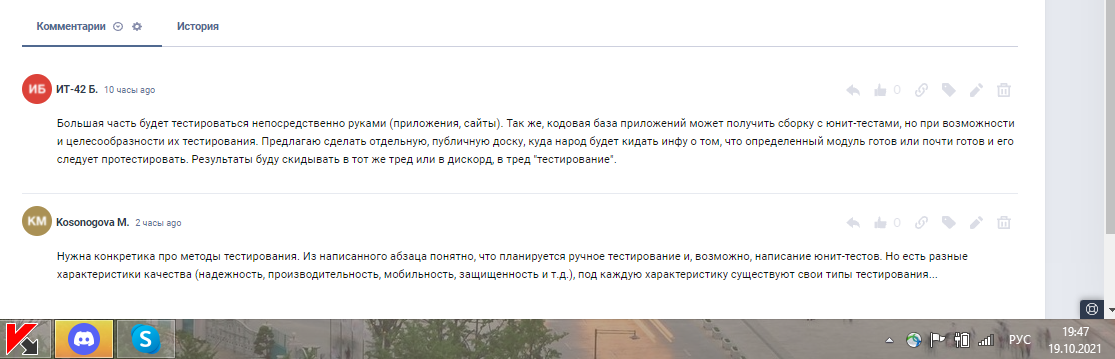 Комментарии
История
ИБ
ИТ-42 Б.
10 часы ago
0
Большая часть будет тестироваться непосредственно руками (приложения, сайты). Так же, кодовая база приложений может получить сборку с юнит-тестами, но при возможности
и целесообразности их тестирования. Предлагаю сделать отдельную, публичную доску, куда народ будет кидать инфу о том, что определенный модуль готов или почти готов и его
следует протестировать. Результаты буду скидывать в тот же тред или в дискорд, в тред "тестирование".
KM
Kosonogova M.
2 часы ago
0
Нужна конкретика про методы тестирования. Из написанного абзаца понятно, что планируется ручное тестирование и, возможно, написание юнит-тестов. Но есть разные
характеристики качества (надежность, производительность, мобильность, защищенность и т.д.), под каждую характеристику существуют свои типы тестирования...
РУС
19:47
19.10.2021